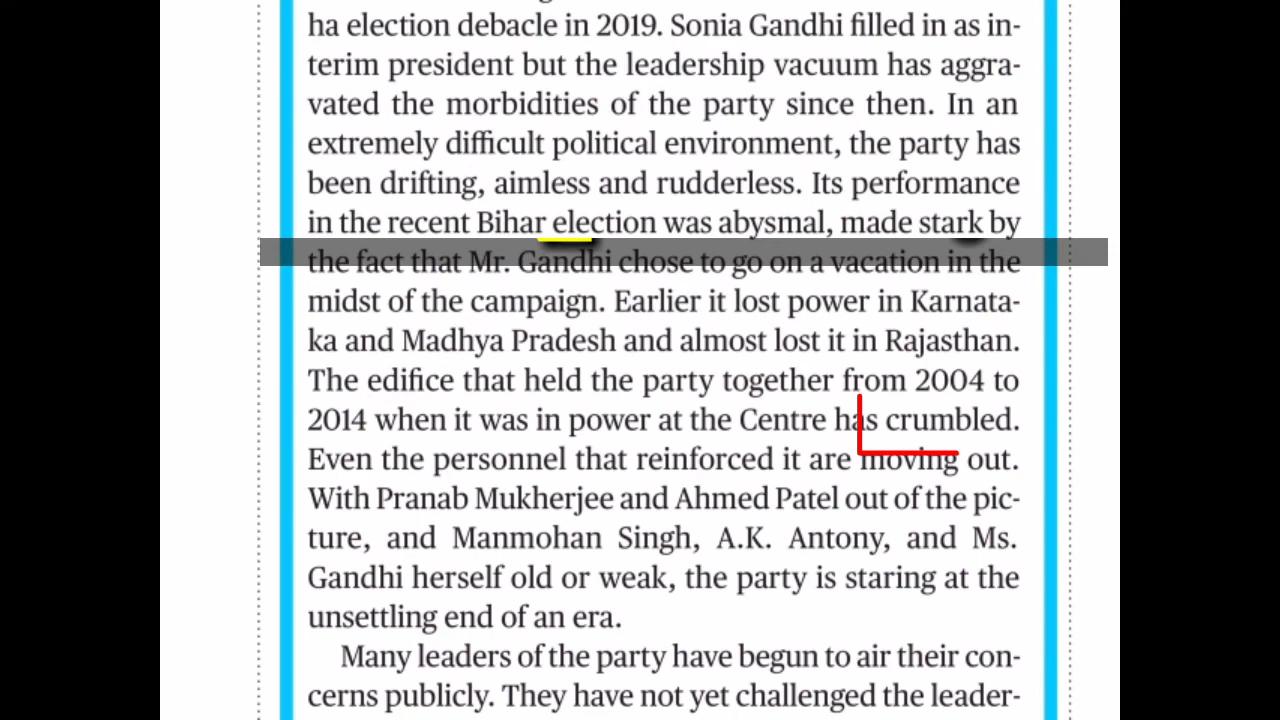 ha election debacle in 2019. Sonia Gandhi filled in as in-
terim president but the leadership vacuum has aggra-
vated the morbidities of the party since then. In an
extremely difficult political environment, the party has
been drifting, aimless and rudderless. Its performance
in the recent Bihar election was abysmal, made stark by
the fact that Mr. Gandhi chose to go on a vacation in the
midst of the campaign. Earlier it lost power in Karnata-
ka and Madhya Pradesh and almost lost it in Rajasthan.
The edifice that held the party together from 2004 to
2014 when it was in power at the Centre has crumbled.
Even the personnel that reinforced it are moving out.
With Pranab Mukherjee and Ahmed Patel out of the pic-
ture, and Manmohan Singh, A.K. Antony, and Ms.
Gandhi herself old or weak, the party is staring at the
unsettling end of an era.
Many leaders of the party have begun to air their con-
cerns publicly. They have not yet challenged the leader-